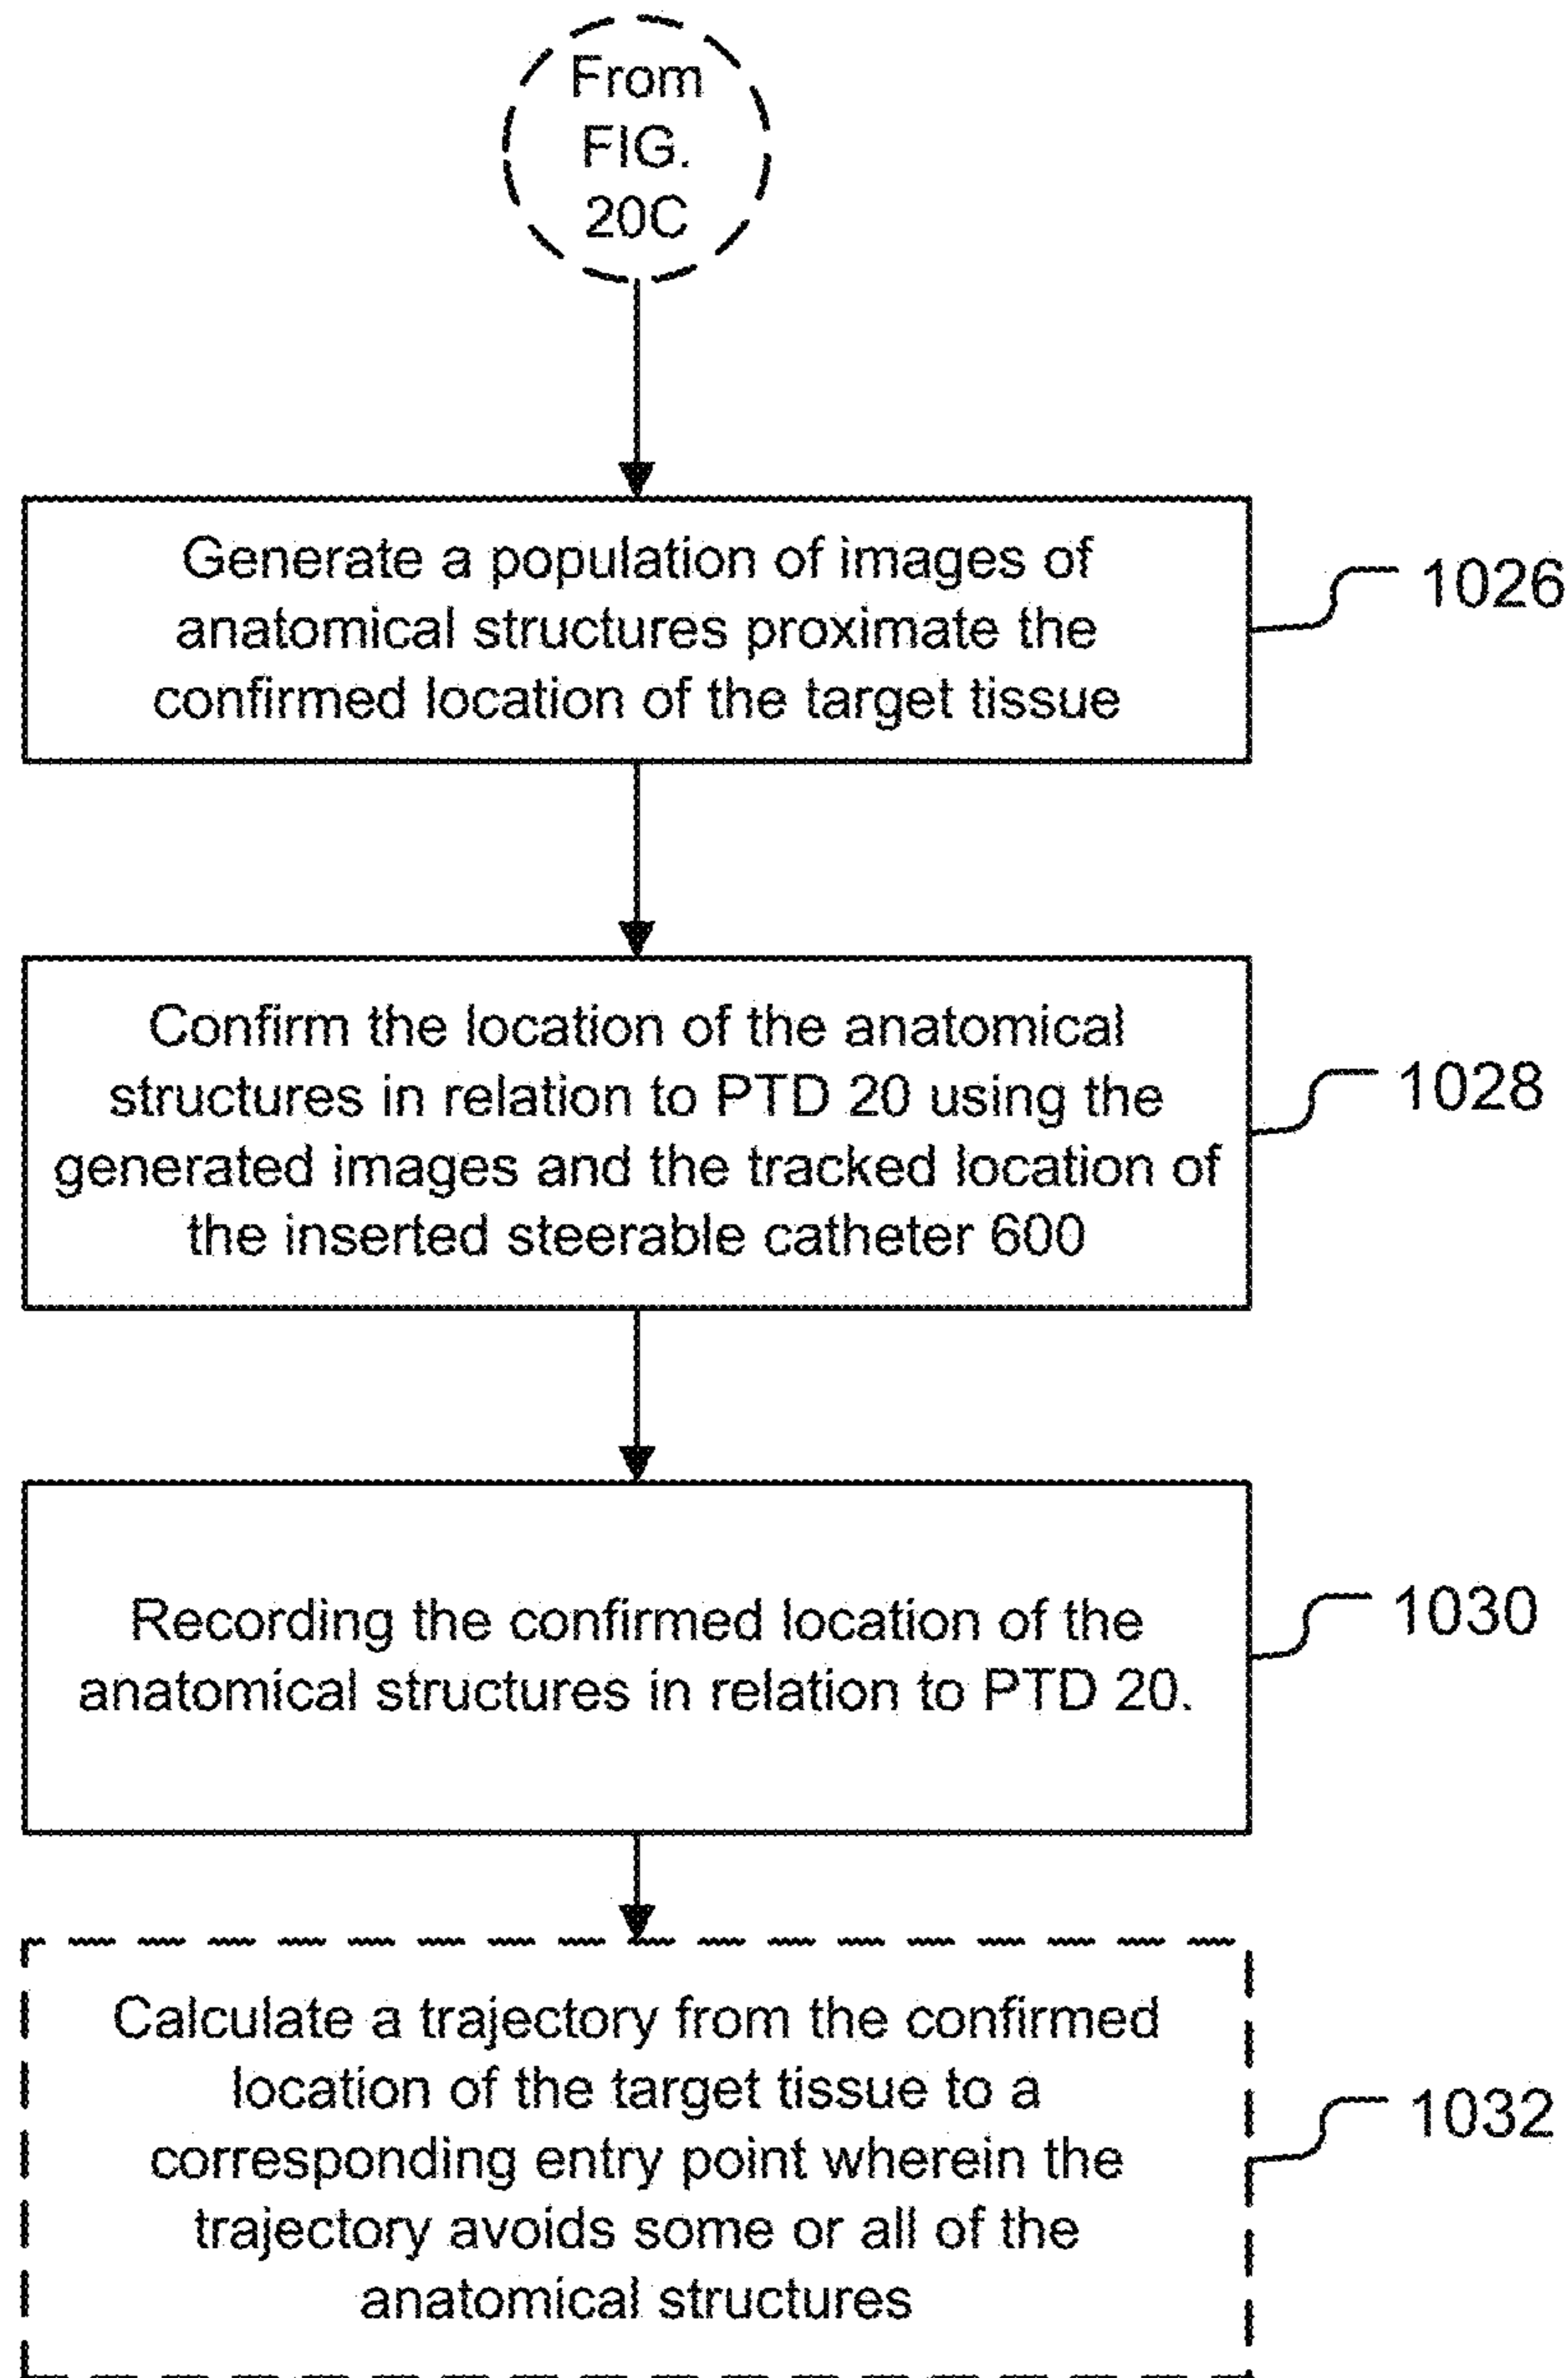 From
FIG.
20C
Generate a population of images of
anatomical structures proximate the
confirmed location of the target tissue
1026
Confirm the location of the anatomical
structures in relation to PTD 20 using the
generated images and the tracked location of
the inserted steerable catheter 600
1028
Recording the confirmed location of the
anatomical structures in relation to PTD 20.
1030
Calculate a trajectory from the confirmed
location of the target tissue to a
corresponding entry point wherein the
trajectory avoids some or all of the
anatomical structures
1032